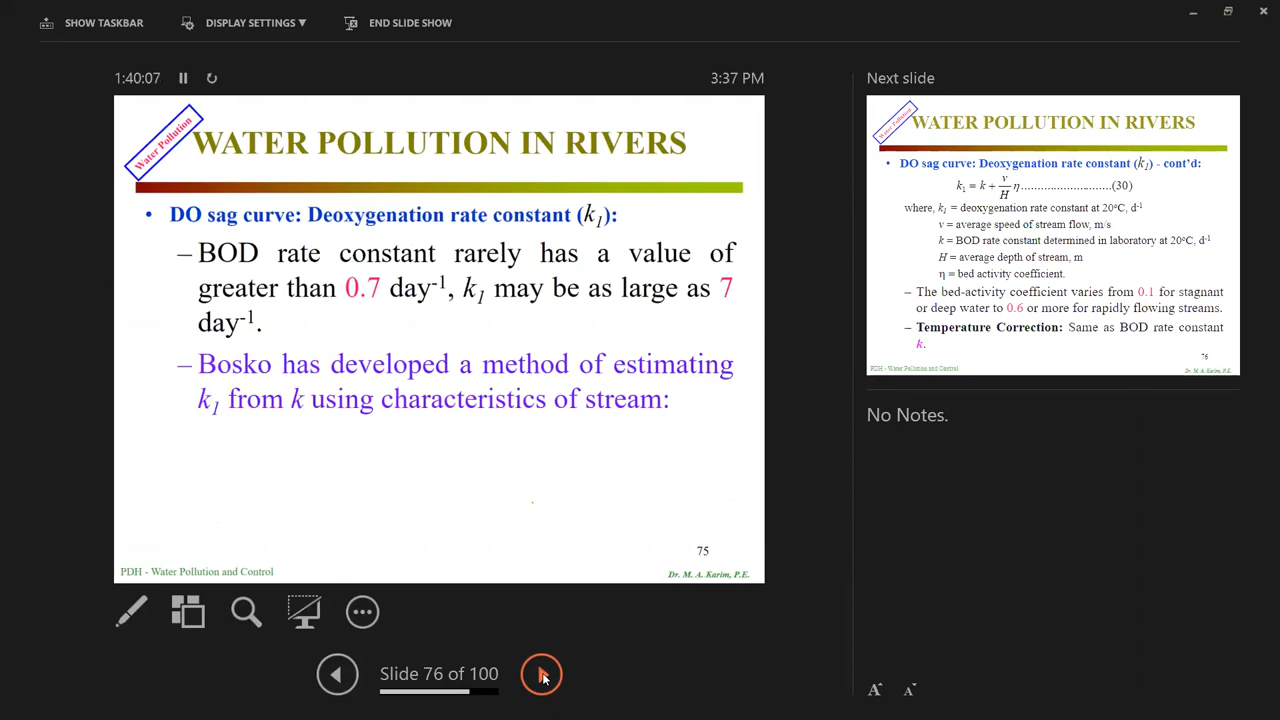 SHOW TASKBAR
DISPLAY SETTINGS ▼
END SLIDE SHOW
1:40:07
3:37 PM
Water Pollution
WATER POLLUTION IN RIVERS
• DO sag curve: Deoxygenation rate constant (k₁):
– BOD rate constant rarely has a value of
greater than 0.7 day⁻¹, k₁ may be as large as 7
day⁻¹.
– Bosko has developed a method of estimating
k₁ from k using characteristics of stream:
75
PDH - Water Pollution and Control
Dr. M. A. Karim, P.E.
Slide 76 of 100
Next slide
Water Pollution
WATER POLLUTION IN RIVERS
• DO sag curve: Deoxygenation rate constant (k₁) - cont'd:
k₁ = k + v/H η............................(30)
where, k₁ = deoxygenation rate constant at 20°C, d⁻¹
v = average speed of stream flow, m/s
k = BOD rate constant determined in laboratory at 20°C, d⁻¹
H = average depth of stream, m
η = bed activity coefficient.
– The bed-activity coefficient varies from 0.1 for stagnant
or deep water to 0.6 or more for rapidly flowing streams.
– Temperature Correction: Same as BOD rate constant
k.
76
PDH - Water Pollution and Control
Dr. M. A. Karim, P.E.
No Notes.
A A